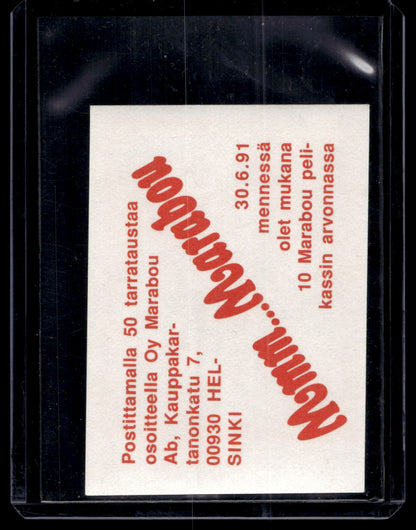 Postittamalla 50 tarrataustaa
osoitteella Oy Marabou
Ab, Kauppakar-
tanonkatu 7,
00930 HEL-
SINKI
Mmm...Marabou
30.6.91
mennessä
olet mukana
10 Marabou peli-
kassin arvonnassa